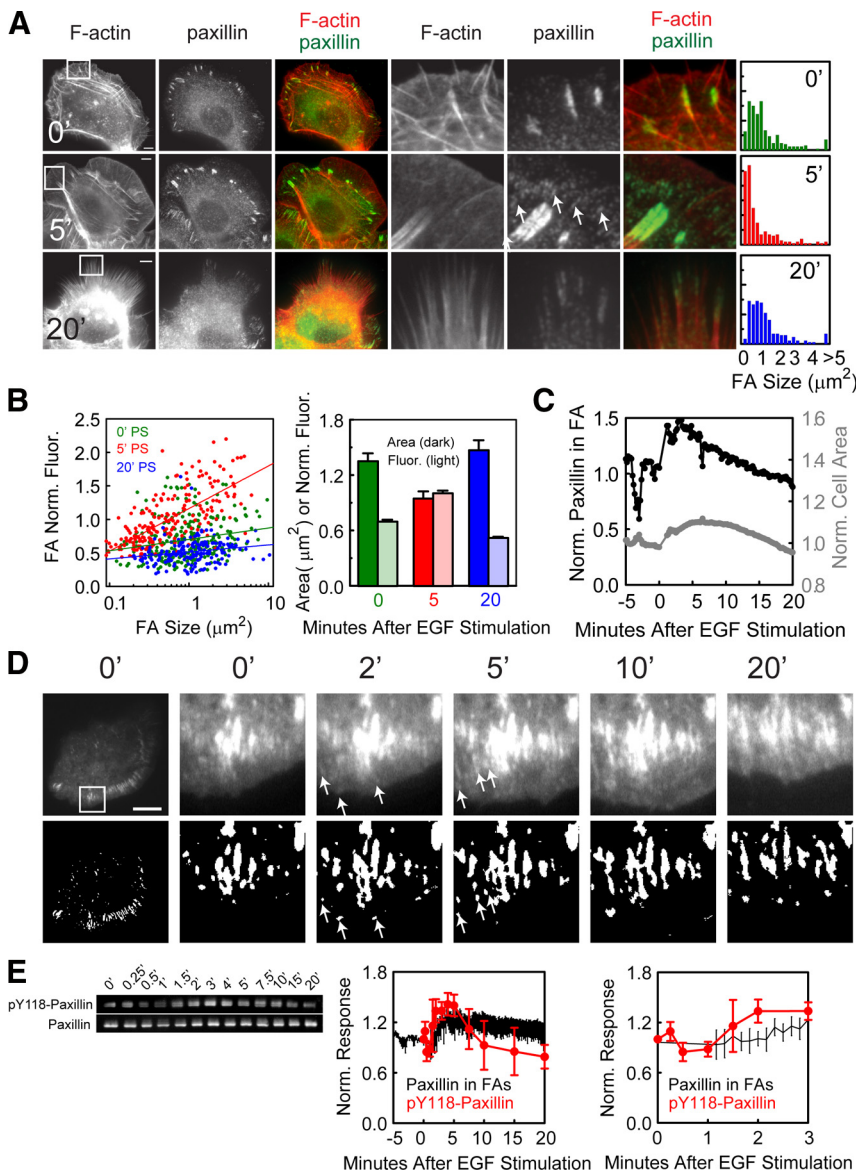 A
F-actin paxillin F-actin F-actin paxillin F-actin
paxillin paxillin
0' 0'
5' 5'
20' 20'
0 1 2 3 4 >5
FA Size (μm²)
B
FA Norm. Fluor.
2.5
2.0
1.5
1.0
0.5
0.0
0' PS
5' PS
20' PS
0.1 1 10
FA Size (μm²)
Area( μm²) or Norm. Fluor.
1.8
1.4
0.9
0.6
0.0
Area (dark)
Fluor. (light)
0 5 20
Minutes After EGF Stimulation
C
Norm. Paxillin in FA
1.5
1.0
0.5
0.0
Norm. Cell Area
16
1.4
1.2
1.0
0.8
-5 0 5 10 15 20
Minutes After EGF Stimulation
D
0' 0' 2' 5' 10' 20'
E
0' 0.25' 0.5' 1' 1.5' 2' 3' 4' 5' 7.5' 10' 15' 20'
pY118-Paxillin
Paxillin
Norm. Response
1.8
1.2
0.6
0.0
Paxillin in FAs
pY118-Paxillin
-5 0 5 10 15 20
Minutes After EGF Stimulation
Norm. Response
1.8
1.2
0.6
0.0
Paxillin in FAs
pY118-Paxillin
0 1 2 3
Minutes After EGF Stimulation